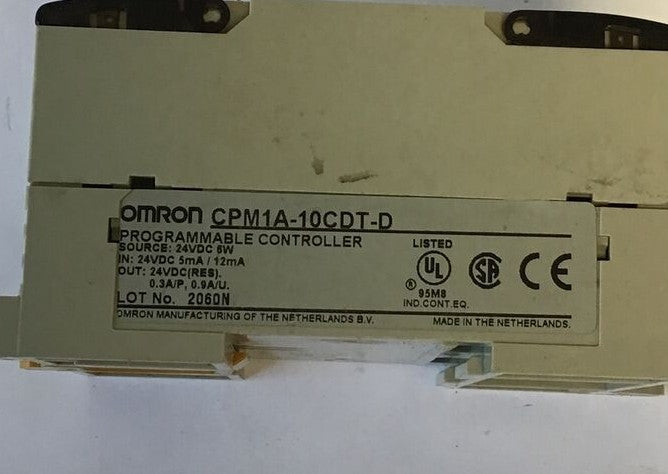 OMRON CPM1A-10CDT-D
PROGRAMMABLE CONTROLLER
SOURCE: 24VDC 6W
IN: 24VDC 5mA / 12mA
OUT: 24VDC(RES).
0.3A/P, 0.9A/U.
LOT No. 2060N
LISTED
UL
®
95M8
IND.CONT.EQ.
SA
CE
OMRON MANUFACTURING OF THE NETHERLANDS B.V.
MADE IN THE NETHERLANDS.